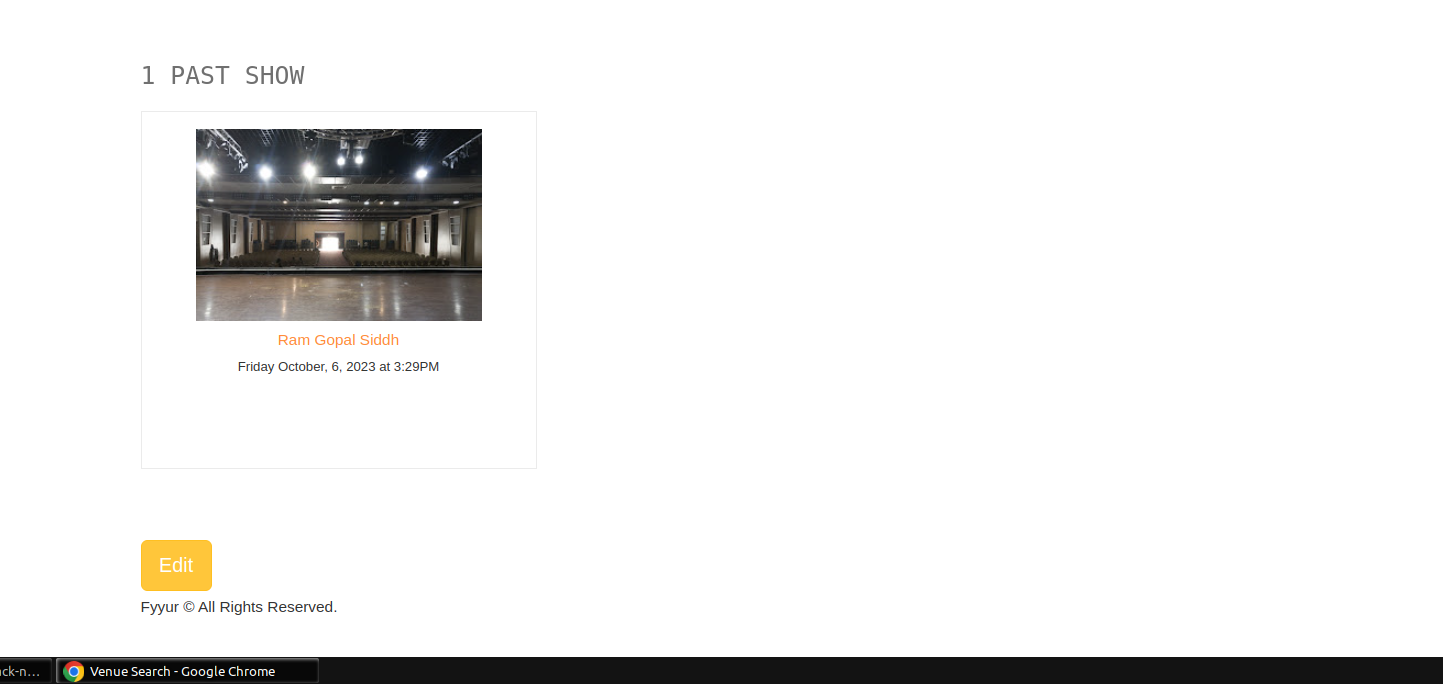 1 PAST SHOW
Ram Gopal Siddh
Friday October, 6, 2023 at 3:29PM
Edit
Fyyur © All Rights Reserved.
ck-n...
Venue Search - Google Chrome